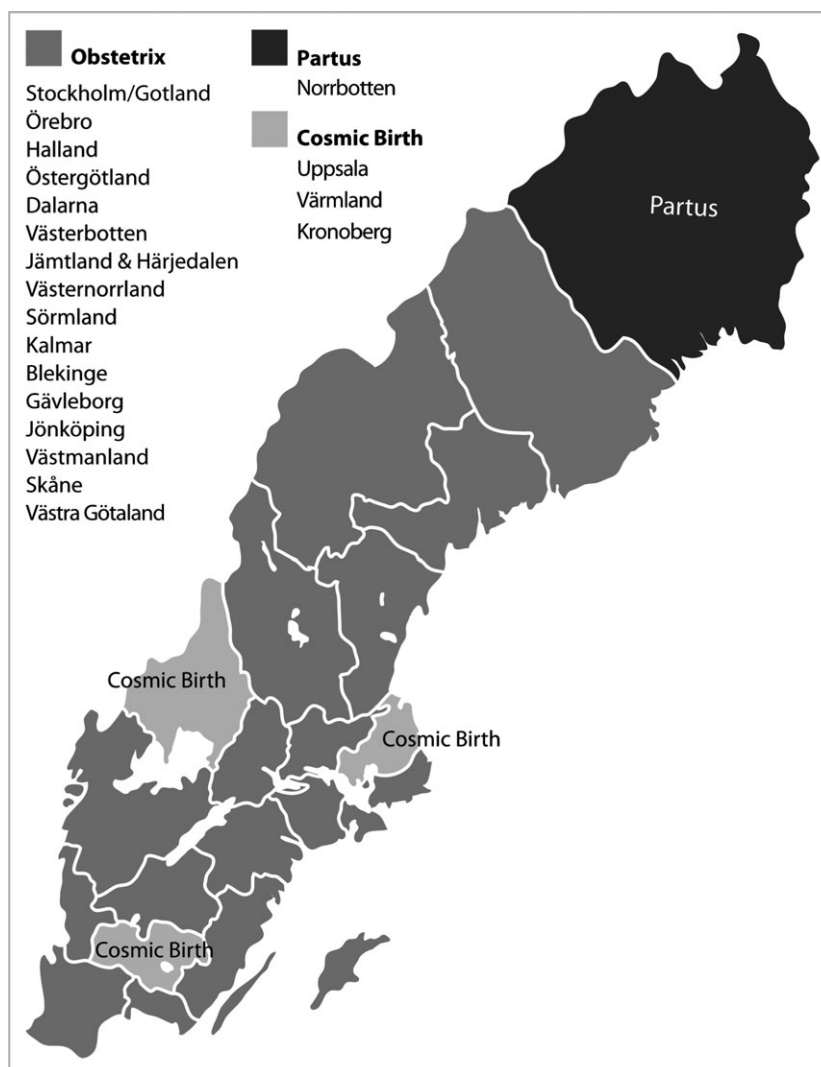 Obstetrix
Stockholm/Gotland
Örebro
Halland
Östergötland
Dalarna
Västerbotten
Jämtland & Härjedalen
Västernorrland
Sörmland
Kalmar
Blekinge
Gävleborg
Jönköping
Västmanland
Skåne
Västra Götaland
Partus
Norrbotten
Cosmic Birth
Uppsala
Värmland
Kronoberg
Partus
Cosmic Birth
Cosmic Birth
Cosmic Birth